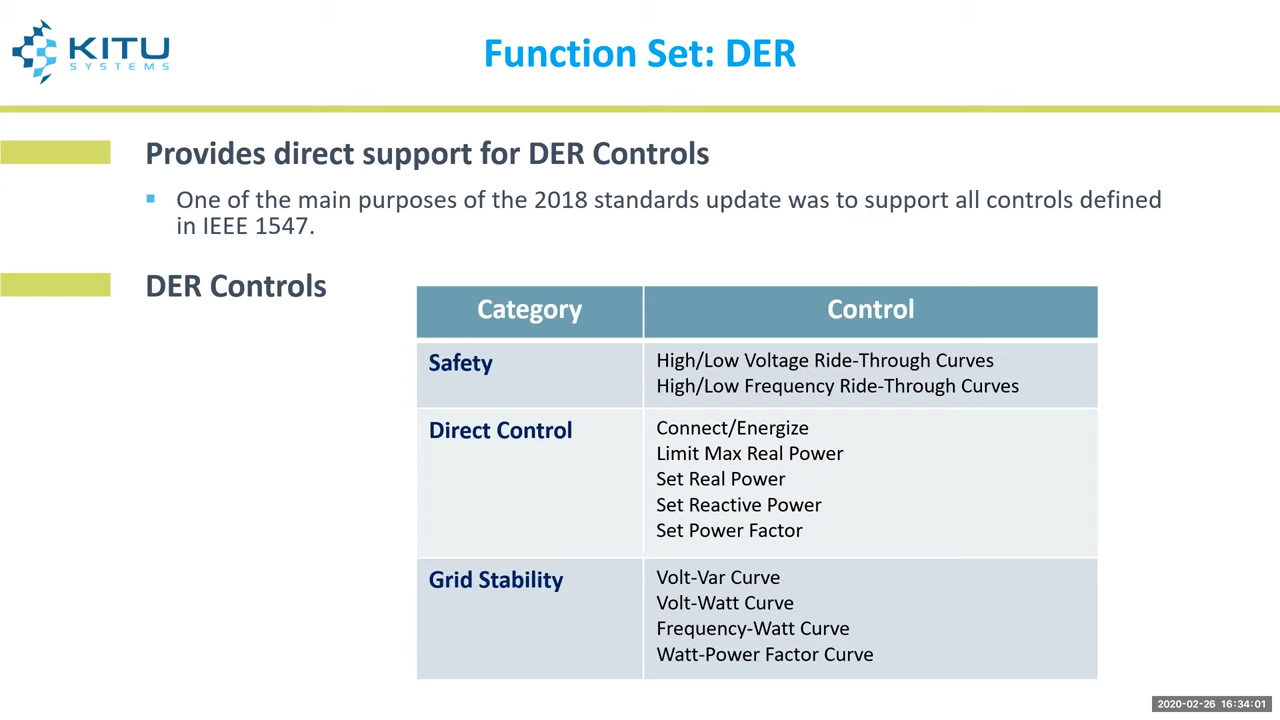 KITU
SYSTEMS
Function Set: DER
Provides direct support for DER Controls
One of the main purposes of the 2018 standards update was to support all controls defined
in IEEE 1547.
DER Controls
Category Control
Safety High/Low Voltage Ride-Through Curves
High/Low Frequency Ride-Through Curves
Direct Control Connect/Energize
Limit Max Real Power
Set Real Power
Set Reactive Power
Set Power Factor
Grid Stability Volt-Var Curve
Volt-Watt Curve
Frequency-Watt Curve
Watt-Power Factor Curve
2020-02-26 16:34:01